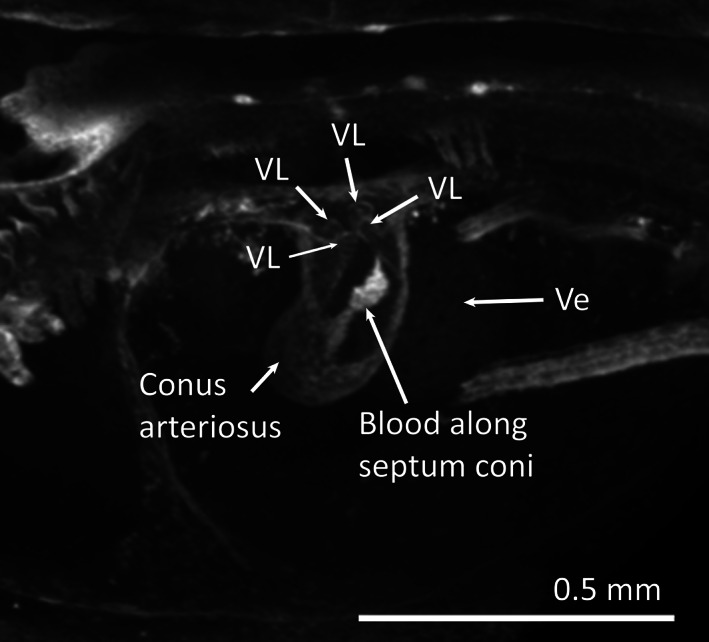 VL
VL
VL
VL
Ve
Conus
arteriosus
Blood along
septum coni
0.5 mm